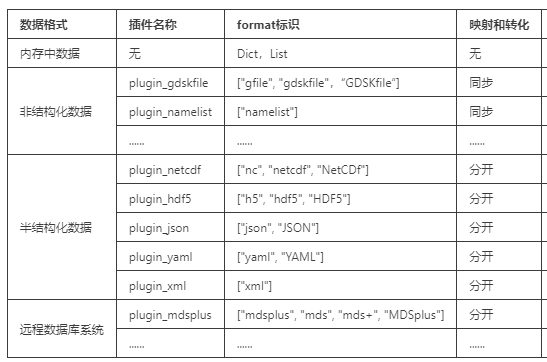 数据格式 插件名称 format标识 映射和转化
内存中数据 无 Dict，List 无
非结构化数据 plugin_gdskfile ["gfile", "gdskfile"，“GDSKfile”] 同步
plugin_namelist ["namelist"] 同步
...... ...... ......
半结构化数据 plugin_netcdf ["nc", "netcdf", "NetCDf"] 分开
plugin_hdf5 ["h5", "hdf5", "HDF5"] 分开
plugin_json ["json", "JSON"] 分开
plugin_yaml ["yaml", "YAML"] 分开
plugin_xml ["xml"] 分开
远程数据库系统 plugin_mdsplus ["mdsplus", "mds", "mds+", "MDSplus"] 分开
...... ...... ......